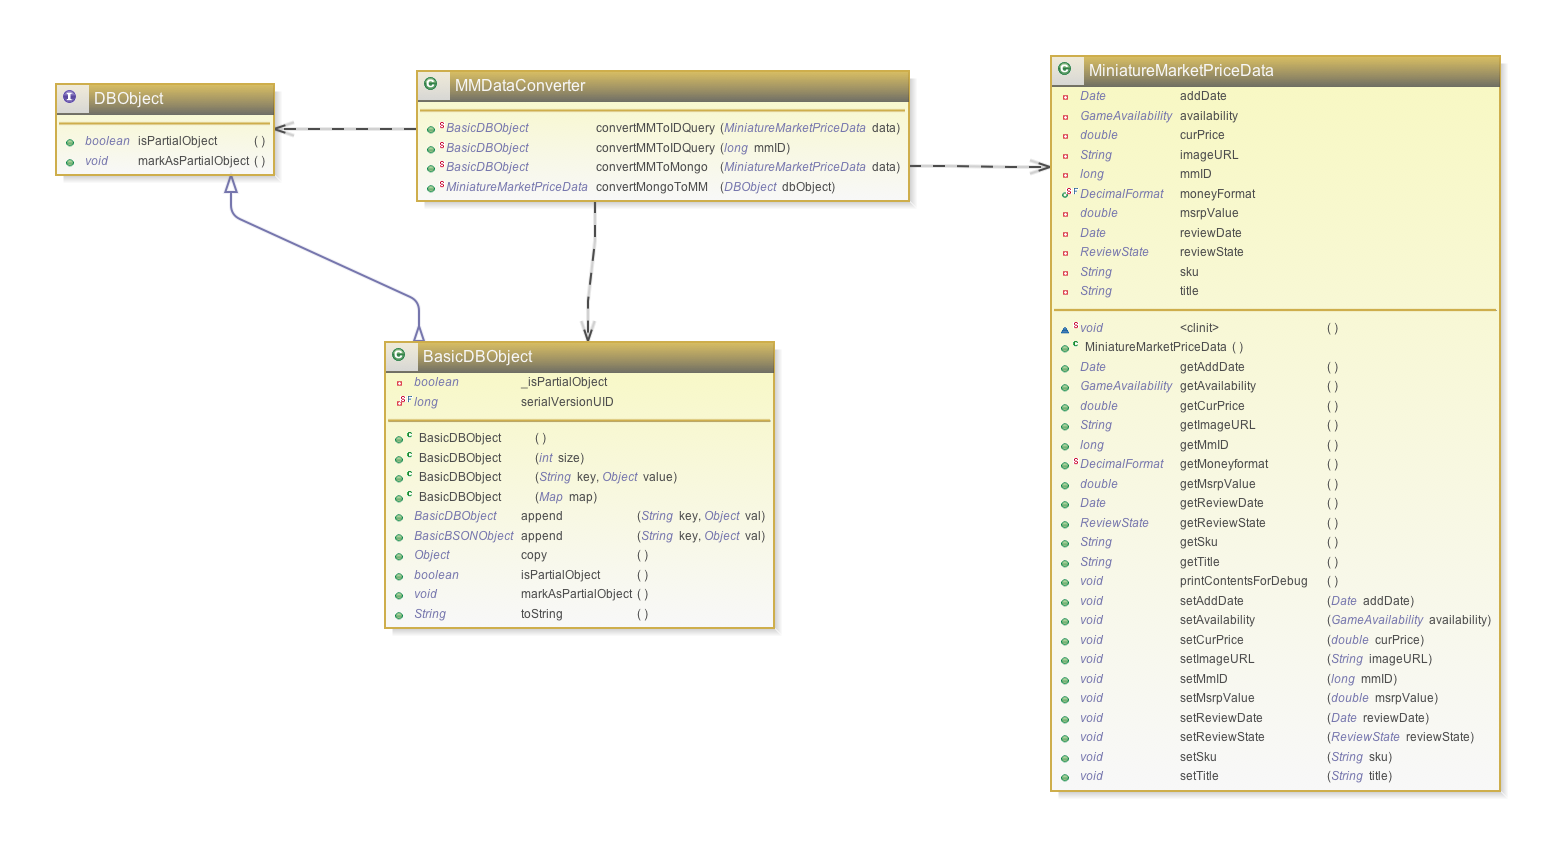 DBObject
boolean isPartialObject ( )
void markAsPartialObject ( )
MMDataConverter
BasicDBObject convertMMToIDQuery (MiniatureMarketPriceData data)
BasicDBObject convertMMToIDQuery (long mmID)
BasicDBObject convertMMToMongo (MiniatureMarketPriceData data)
MiniatureMarketPriceData convertMongoToMM (DBObject dbObject)
BasicDBObject
boolean _isPartialObject
long serialVersionUID
BasicDBObject ( )
BasicDBObject (int size)
BasicDBObject (String key, Object value)
BasicDBObject (Map map)
BasicDBObject append (String key, Object val)
BasicBSONObject append (String key, Object val)
Object copy ( )
boolean isPartialObject ( )
void markAsPartialObject ( )
String toString ( )
MiniatureMarketPriceData
Date addDate
GameAvailability availability
double curPrice
String imageURL
long mmID
DecimalFormat moneyFormat
double msrpValue
Date reviewDate
ReviewState reviewState
String sku
String title
void <clinit> ( )
MiniatureMarketPriceData ( )
Date getAddDate ( )
GameAvailability getAvailability ( )
double getCurPrice ( )
String getImageURL ( )
long getMmID ( )
DecimalFormat getMoneyformat ( )
double getMsrpValue ( )
Date getReviewDate ( )
ReviewState getReviewState ( )
String getSku ( )
String getTitle ( )
void printContentsForDebug ( )
void setAddDate (Date addDate)
void setAvailability (GameAvailability availability)
void setCurPrice (double curPrice)
void setImageURL (String imageURL)
void setMmID (long mmID)
void setMsrpValue (double msrpValue)
void setReviewDate (Date reviewDate)
void setReviewState (ReviewState reviewState)
void setSku (String sku)
void setTitle (String title)